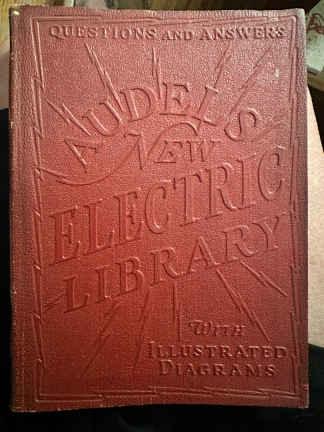 QUESTIONS AND ANSWERS
AUDELS
NEW
ELECTRIC
LIBRARY
WITH
ILLUSTRATED
DIAGRAMS